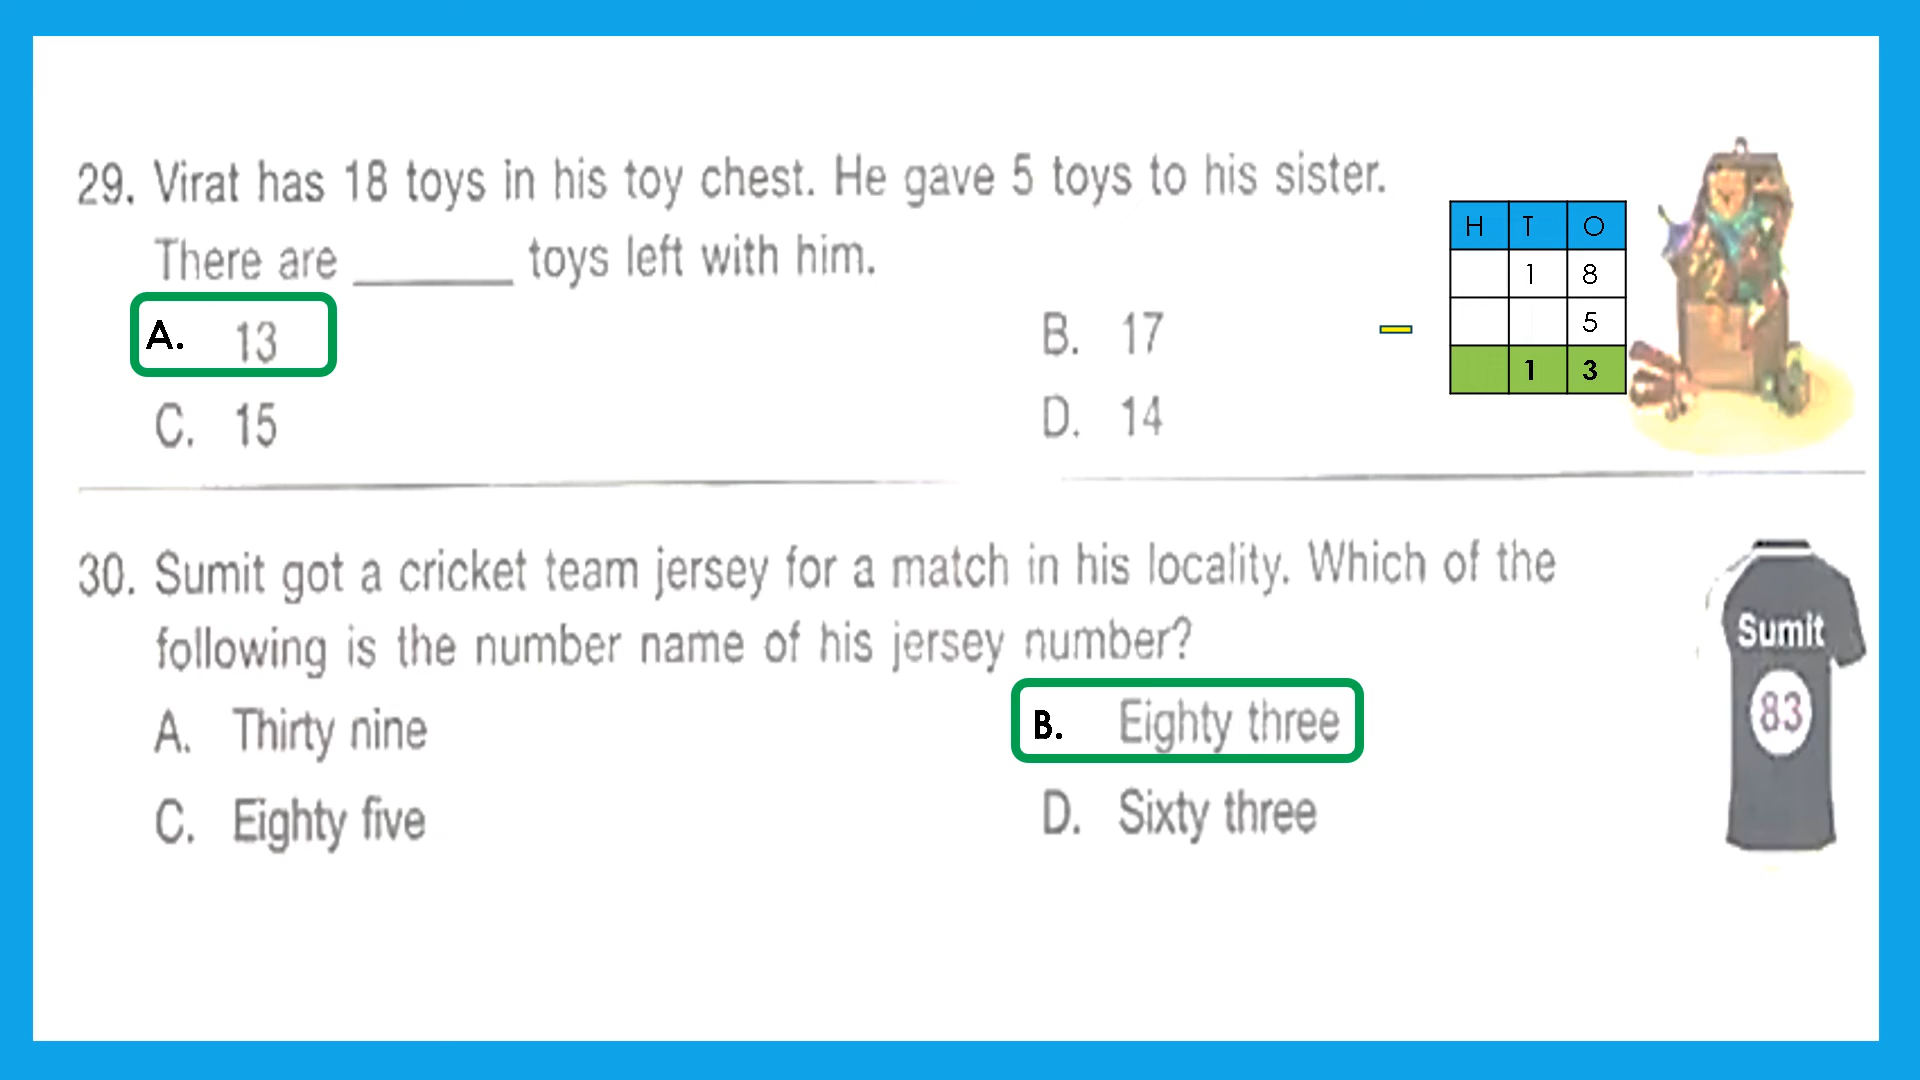 29. Virat has 18 toys in his toy chest. He gave 5 toys to his sister.
There are ______ toys left with him.
A. 13
B. 17
C. 15
D. 14
H T O
1 8
5
1 3
30. Sumit got a cricket team jersey for a match in his locality. Which of the
following is the number name of his jersey number?
A. Thirty nine
B. Eighty three
C. Eighty five
D. Sixty three
Sumit
83